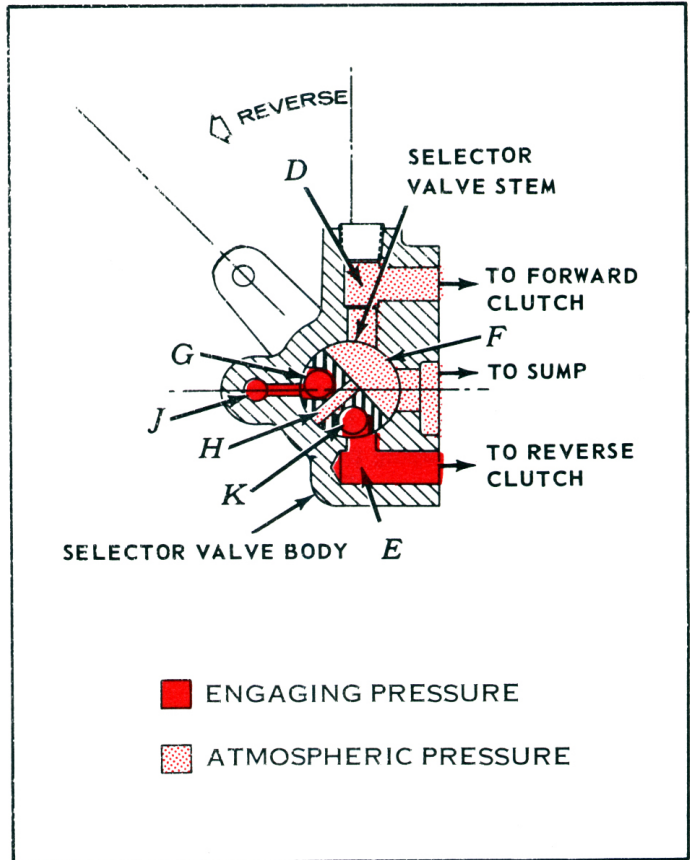 REVERSE
D
SELECTOR
VALVE STEM
TO FORWARD
CLUTCH
F
G
TO SUMP
J
H
TO REVERSE
CLUTCH
K
SELECTOR VALVE BODY
E
ENGAGING PRESSURE
ATMOSPHERIC PRESSURE